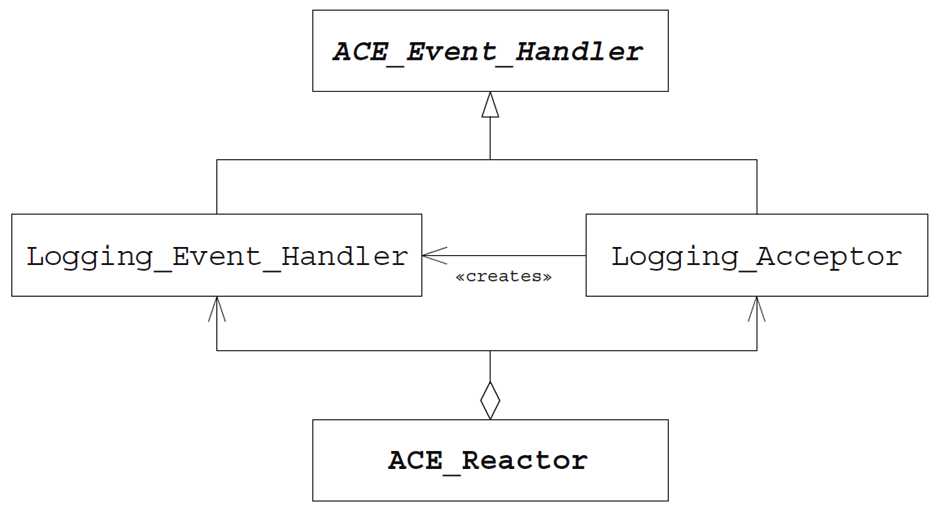 ACE_Event_Handler
Logging_Event_Handler
Logging_Acceptor
«creates»
ACE_Reactor